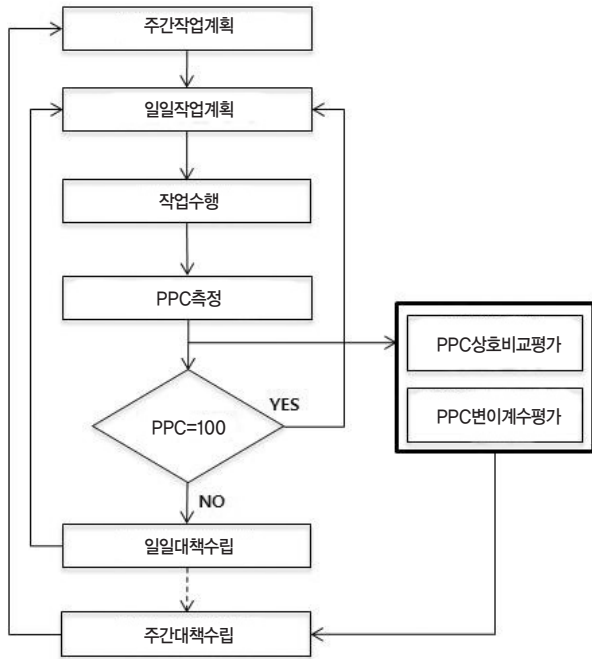 주간작업계획
일일작업계획
작업수행
PPC측정
PPC상호비교평가
PPC변이계수평가
YES
PPC=100
NO
일일대책수립
주간대책수립